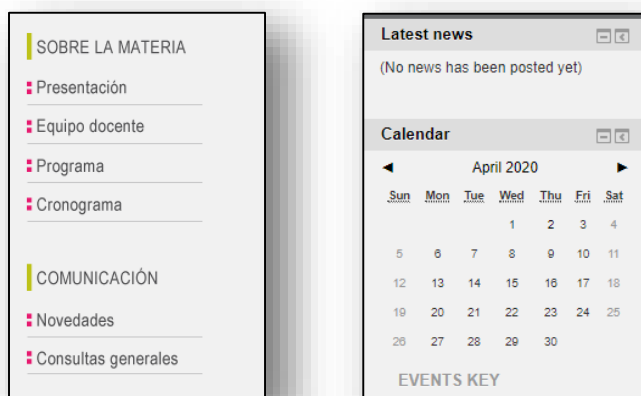 SOBRE LA MATERIA
Presentación
Equipo docente
Programa
Cronograma
COMUNICACIÓN
Novedades
Consultas generales
Latest news
(No news has been posted yet)
Calendar
◄ April 2020 ►
Sun Mon Tue Wed Thu Fri Sat
1 2 3 4
5 6 7 8 9 10 11
12 13 14 15 16 17 18
19 20 21 22 23 24 25
26 27 28 29 30
EVENTS KEY